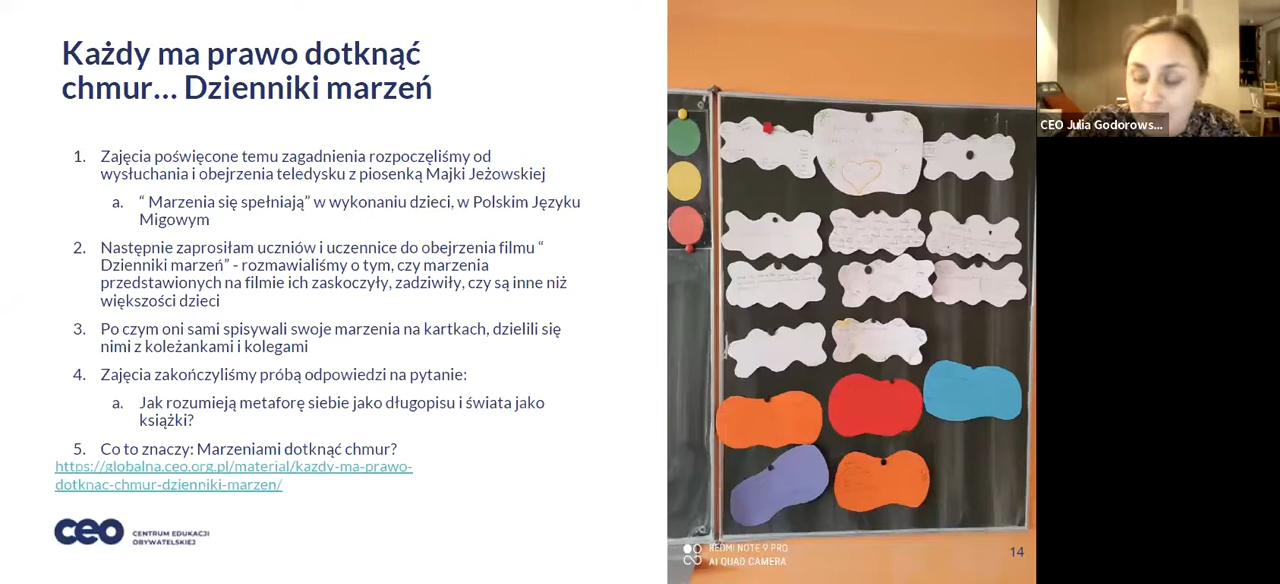 Każdy ma prawo dotknąć
chmur... Dzienniki marzeń
1. Zajęcia poświęcone temu zagadnienia rozpoczęliśmy od
wysłuchania i obejrzenia teledysku z piosenką Majki Jeżowskiej
a. “ Marzenia się spełniają” w wykonaniu dzieci, w Polskim Języku
Migowym
2. Następnie zaprosiłam uczniów i uczennice do obejrzenia filmu “
Dzienniki marzeń” - rozmawialiśmy o tym, czy marzenia
przedstawionych na filmie ich zaskoczyły, zadziwiły, czy są inne niż
większości dzieci
3. Po czym oni sami spisywali swoje marzenia na kartkach, dzielili się
nimi z koleżankami i kolegami
4. Zajęcia zakończyliśmy próbą odpowiedzi na pytanie:
a. Jak rozumieją metaforę siebie jako długopisu i świata jako
książki?
5. Co to znaczy: Marzeniami dotknąć chmur?
https://globalna.ceo.org.pl/material/kazdy-ma-prawo-
dotknac-chmur-dzienniki-marzen/
ceo CENTRUM EDUKACJI
OBYWATELSKIEJ
REDMI NOTE 9 PRO
AI QUAD CAMERA
14
CEO Julia Godorows...